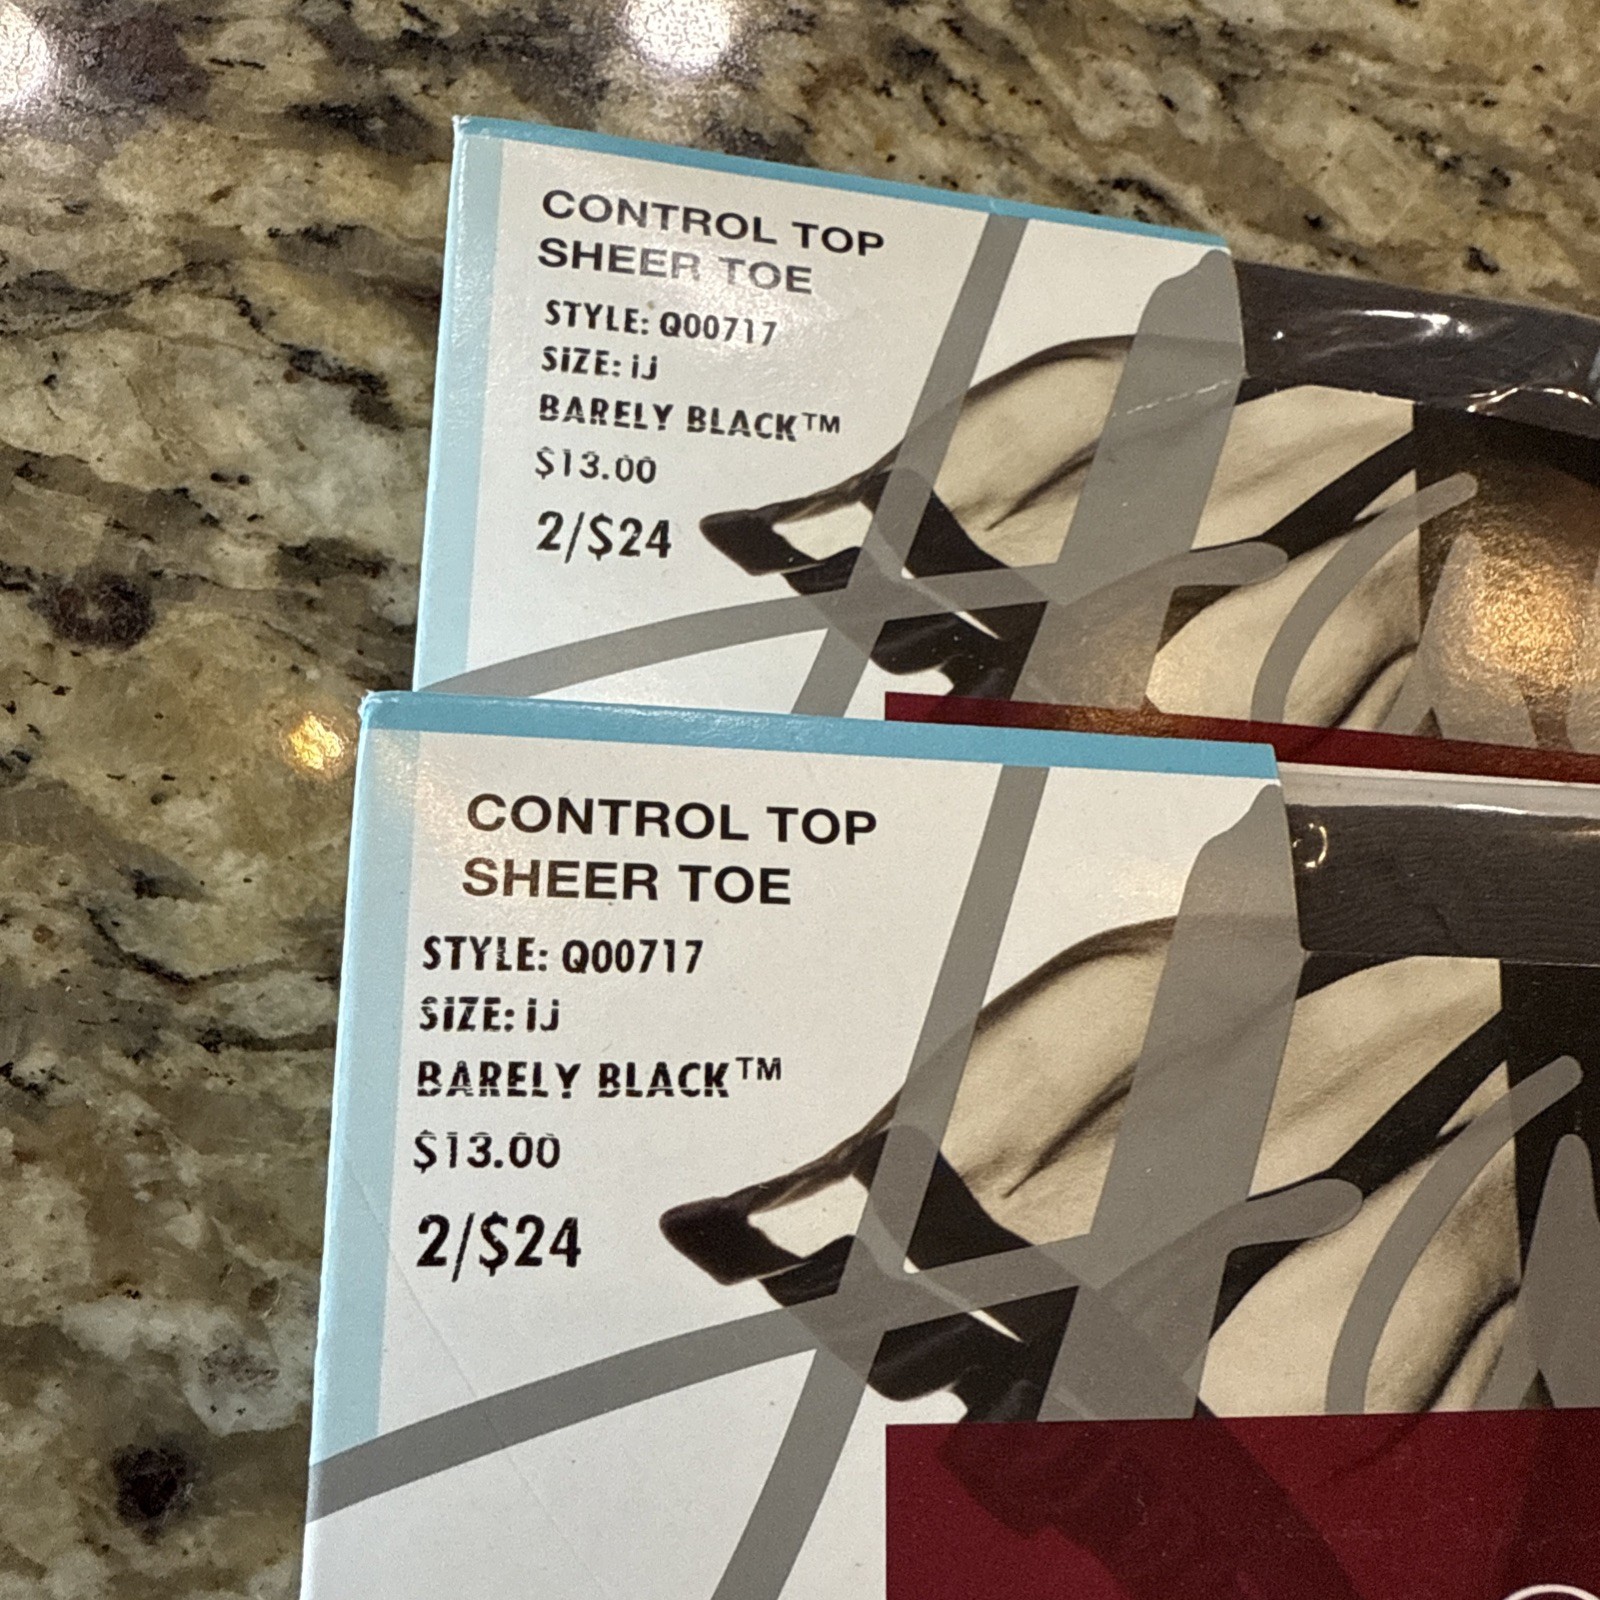 CONTROL TOP
SHEER TOE
STYLE: Q00717
SIZE: IJ
BARELY BLACK™
$13.00
2/$24
CONTROL TOP
SHEER TOE
STYLE: Q00717
SIZE: IJ
BARELY BLACK™
$13.00
2/$24